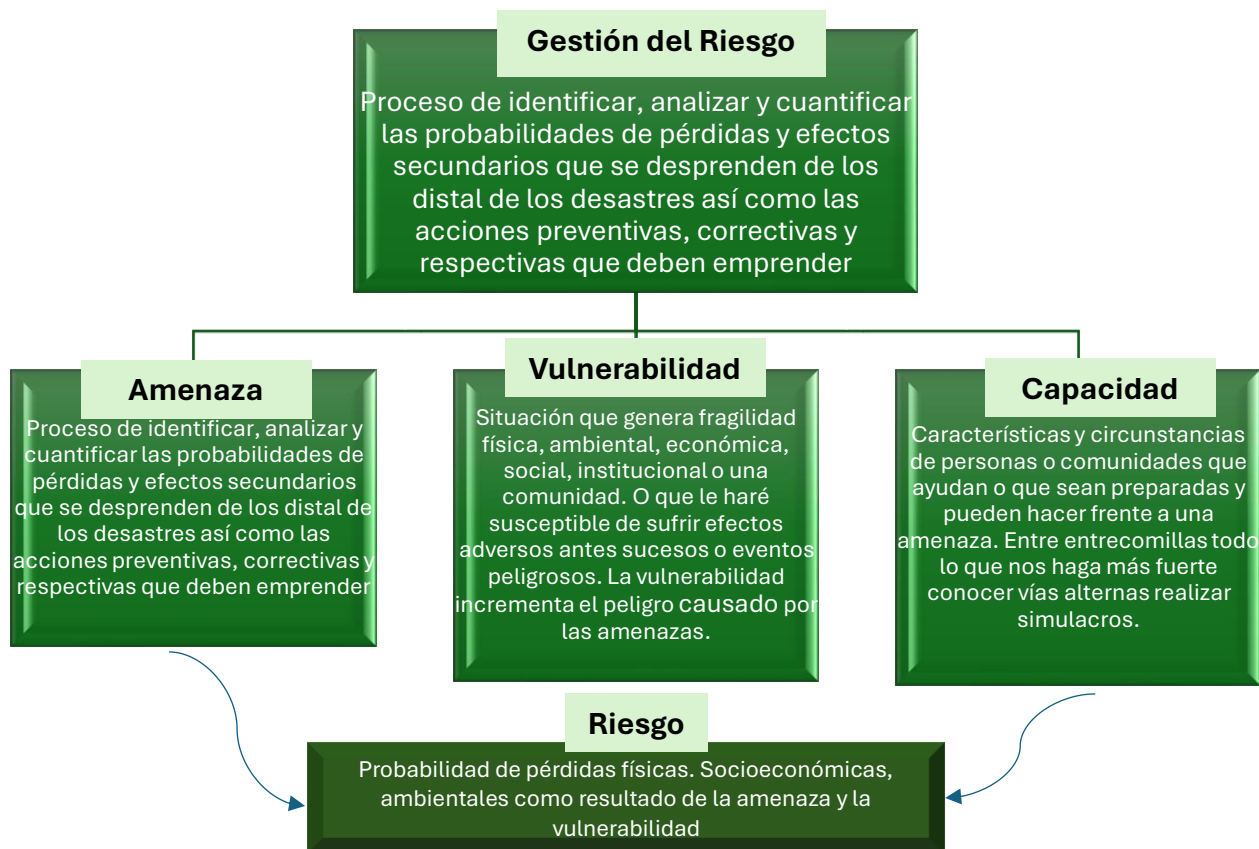 Gestión del Riesgo
Proceso de identificar, analizar y cuantificar
las probabilidades de pérdidas y efectos
secundarios que se desprenden de los
distal de los desastres así como las
acciones preventivas, correctivas y
respectivas que deben emprender
Amenaza
Proceso de identificar, analizar y
cuantificar las probabilidades de
pérdidas y efectos secundarios
que se desprenden de los distal de
los desastres así como las
acciones preventivas, correctivas y
respectivas que deben emprender
Vulnerabilidad
Situación que genera fragilidad
física, ambiental, económica,
social, institucional o una
comunidad. O que le haré
susceptible de sufrir efectos
adversos antes sucesos o eventos
peligrosos. La vulnerabilidad
incrementa el peligro causado por
las amenazas.
Capacidad
Características y circunstancias
de personas o comunidades que
ayudan o que sean preparadas y
pueden hacer frente a una
amenaza. Entre entrecomillas todo
lo que nos haga más fuerte
conocer vías alternas realizar
simulacros.
Riesgo
Probabilidad de pérdidas físicas. Socioeconómicas,
ambientales como resultado de la amenaza y la
vulnerabilidad